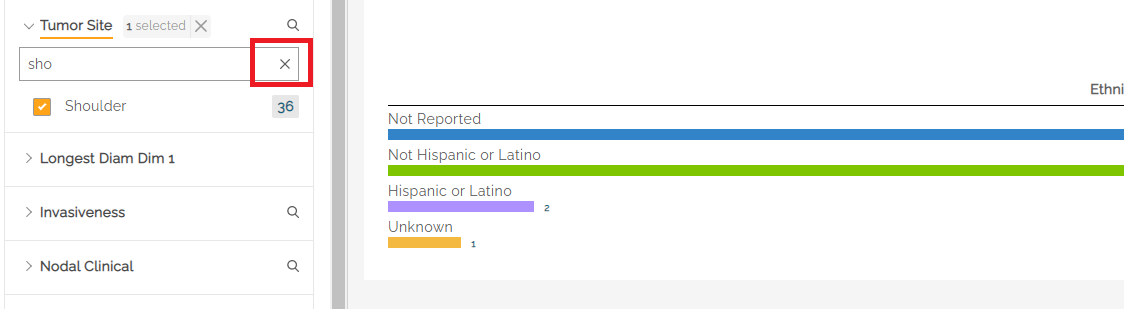 Tumor Site 1 selected
sho
Shoulder 36
Longest Diam Dim 1
Invasiveness
Nodal Clinical
Ethni
Not Reported
Not Hispanic or Latino
Hispanic or Latino
2
Unknown
1